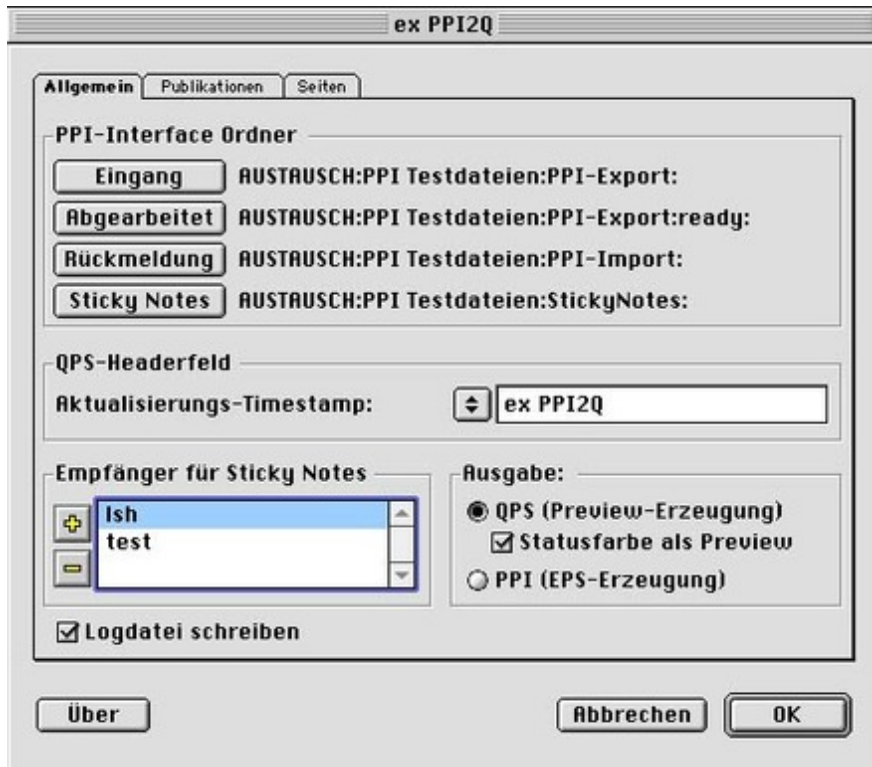 ex PPI2Q
Allgemein Publikationen Seiten
PPI-Interface Ordner
Eingang AUSTAUSCH:PPI Testdateien:PPI-Export:
Abgearbeitet AUSTAUSCH:PPI Testdateien:PPI-Export:ready:
Rückmeldung AUSTAUSCH:PPI Testdateien:PPI-Import:
Sticky Notes AUSTAUSCH:PPI Testdateien:StickyNotes:
QPS-Headerfeld
Aktualisierungs-Timestamp: ex PPI2Q
Empfänger für Sticky Notes
lsh
test
Ausgabe:
QPS (Preview-Erzeugung)
Statusfarbe als Preview
PPI (EPS-Erzeugung)
Logdatei schreiben
Über Abbrechen OK